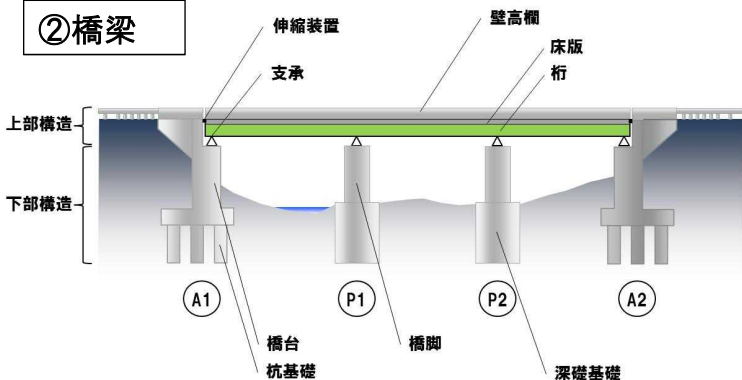 ②橋梁
伸縮装置
壁高欄
支承
床版
桁
上部構造
下部構造
A1
P1
P2
A2
橋台
橋脚
杭基礎
深礎基礎